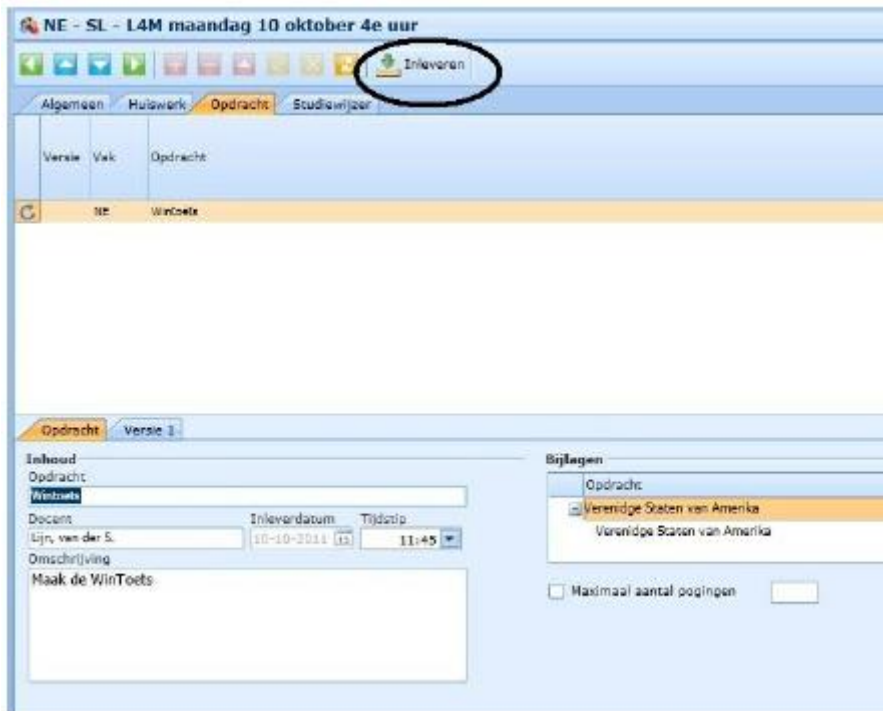 NE - SL - L4M maandag 10 oktober 4e uur
Inleveren
Algemeen Huiswerk Opdracht Studiewijzer
Versie Vak Opdracht
NE Wintoets
Opdracht Versie 1
Inhoud
Opdracht
Wintoets
Docent Inleverdatum Tijdstip
Lijn, van der S. 10-10-2011 11:45
Omschrijving
Maak de WinToets
Bijlagen
Opdracht
Verenidge Staten van Amerika
Verenidge Staten van Amerika
Maximaal aantal pogingen